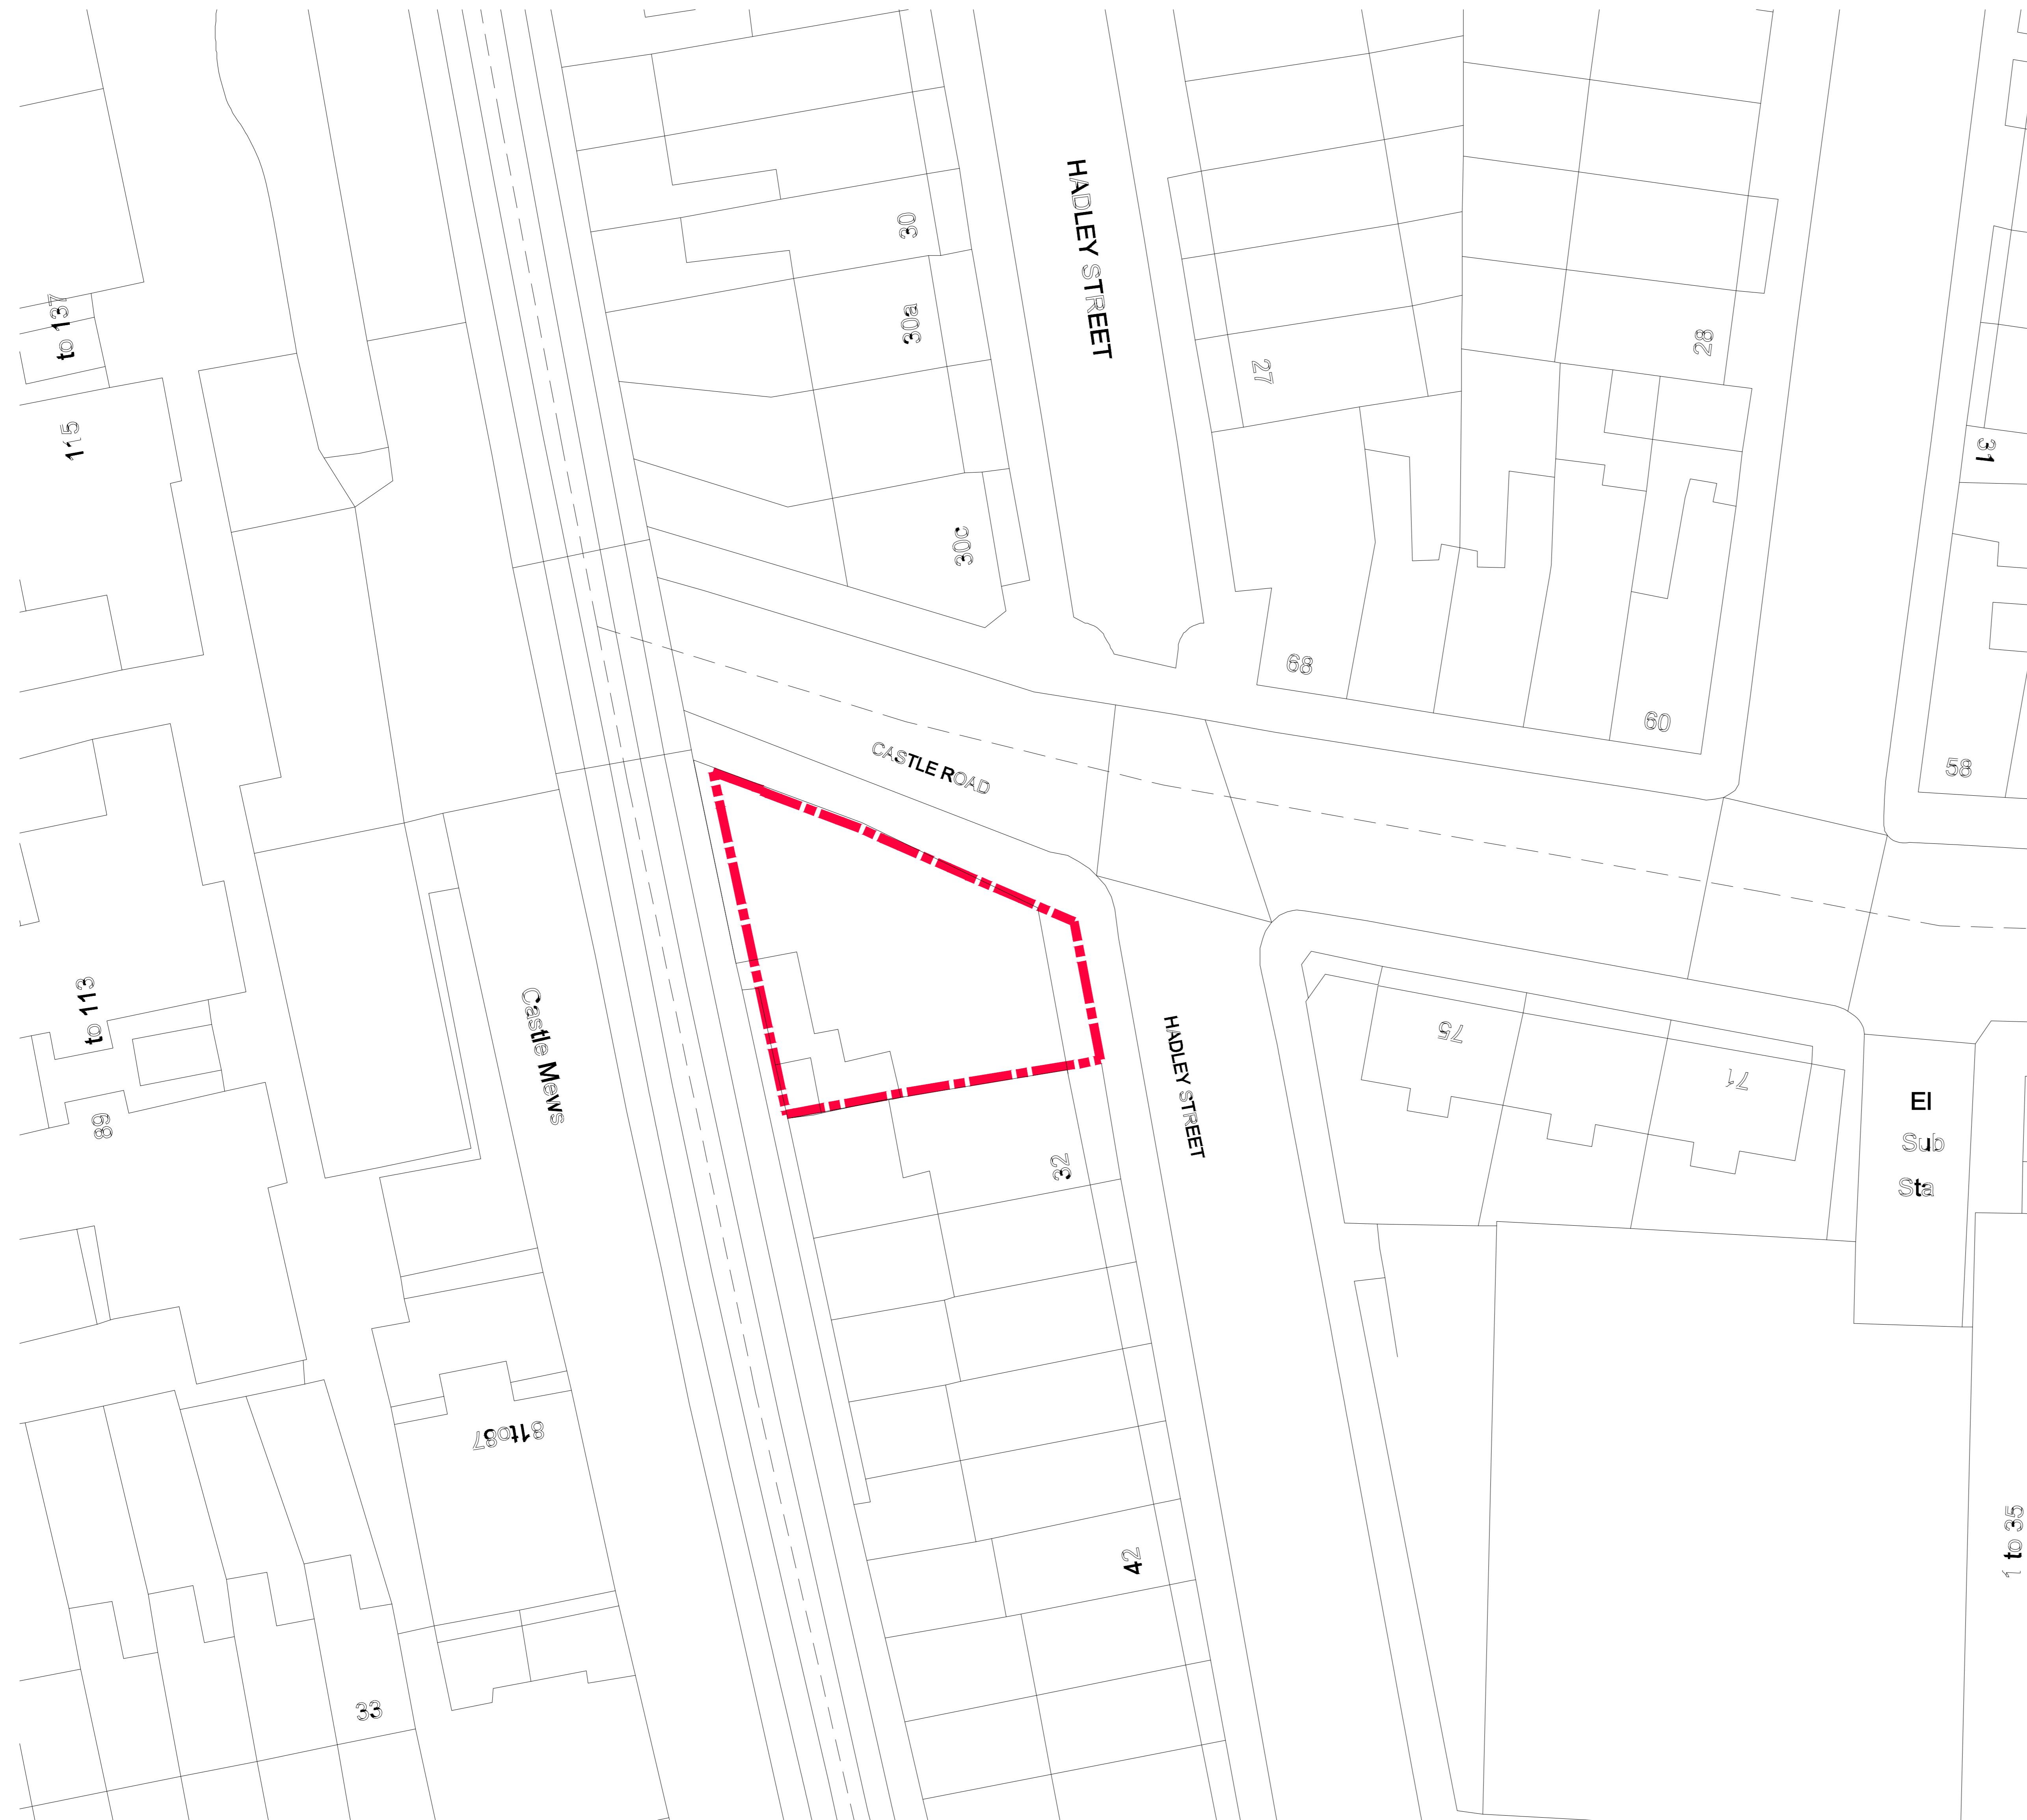 HADLEY STREET
30
to 137
30a
28
27
115
31
30c
68
60
CASTLE ROAD
58
to 113
Castle Mews
75
HADLEY STREET
71
El
Sub
Sta
89
32
81to87
1 to 35
42
33